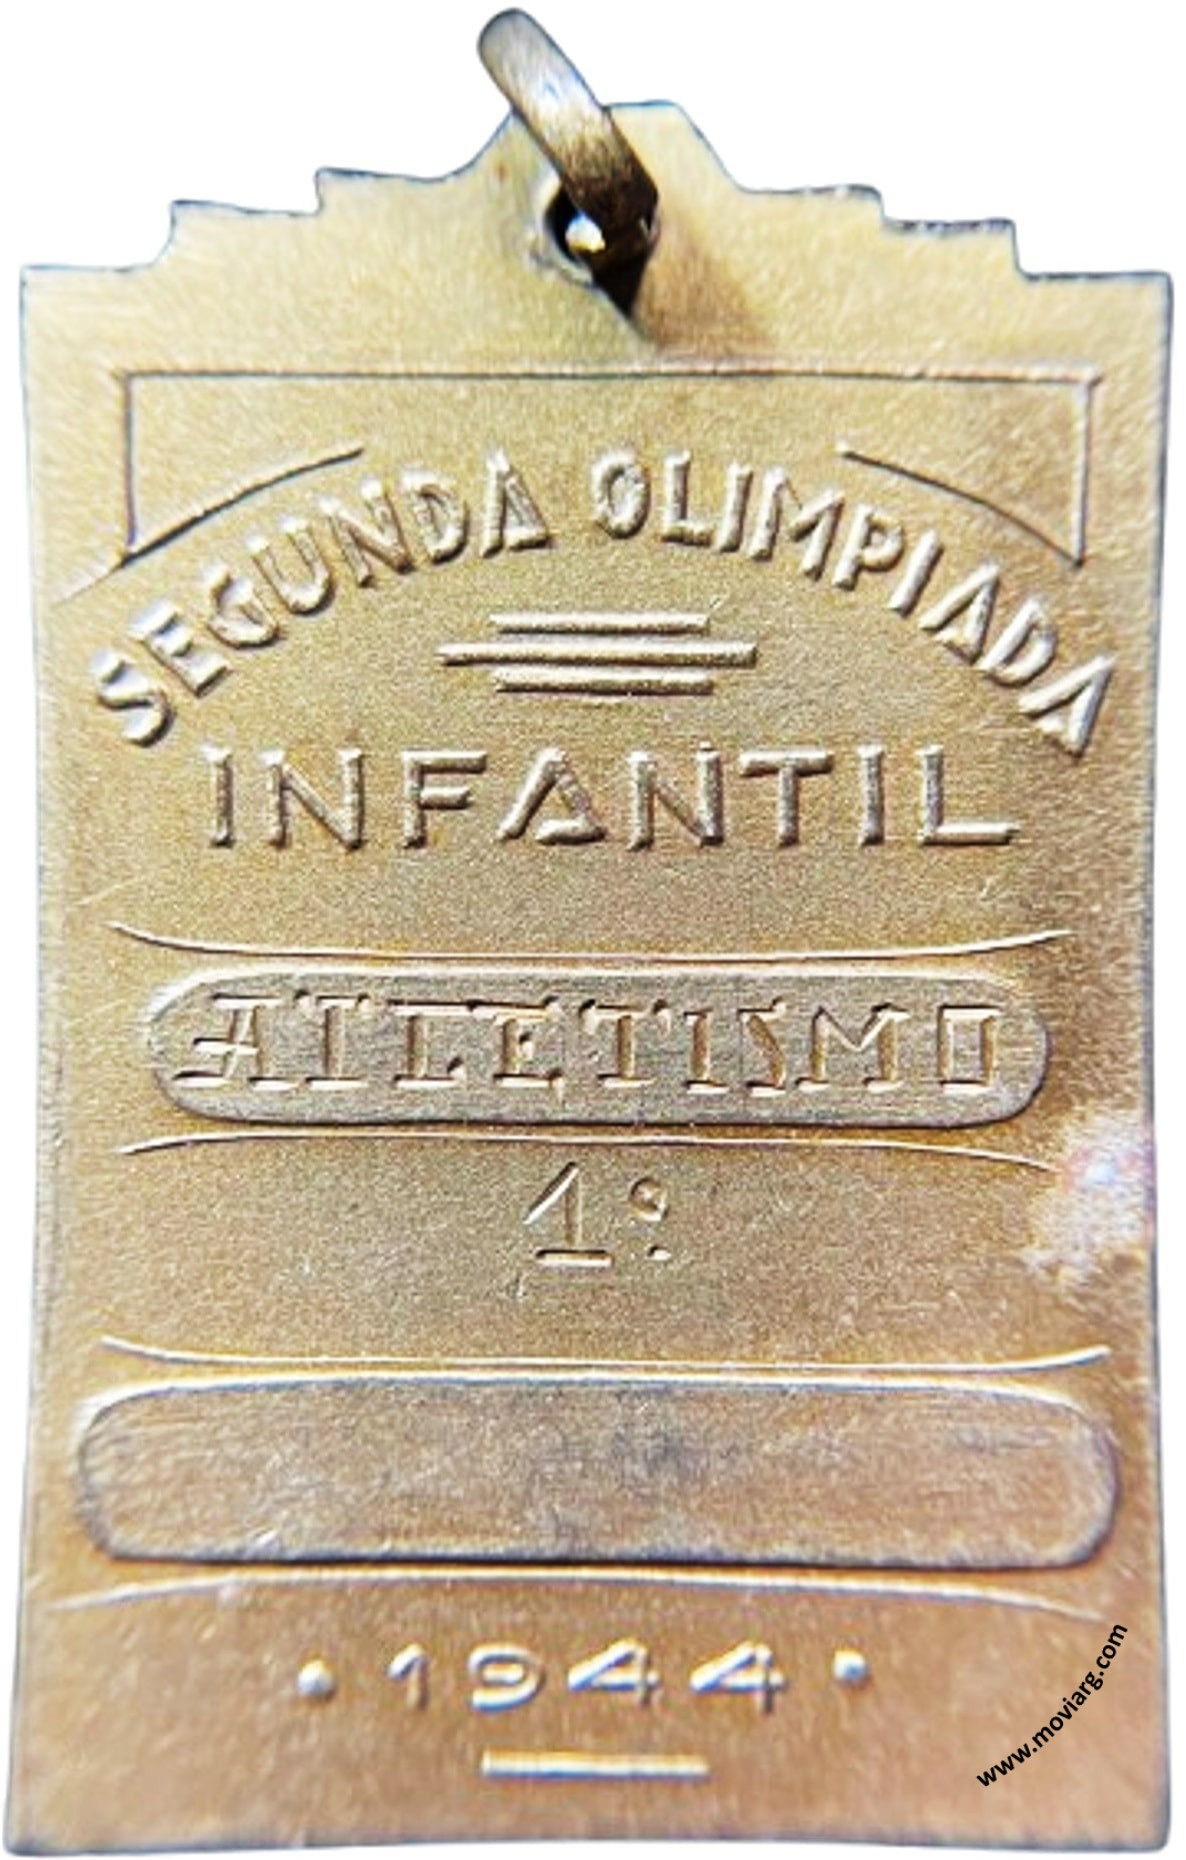 SEGUNDA OLIMPIADA
INFANTIL
ATLETISMO
1º
• 1944 •
www.moviarg.com